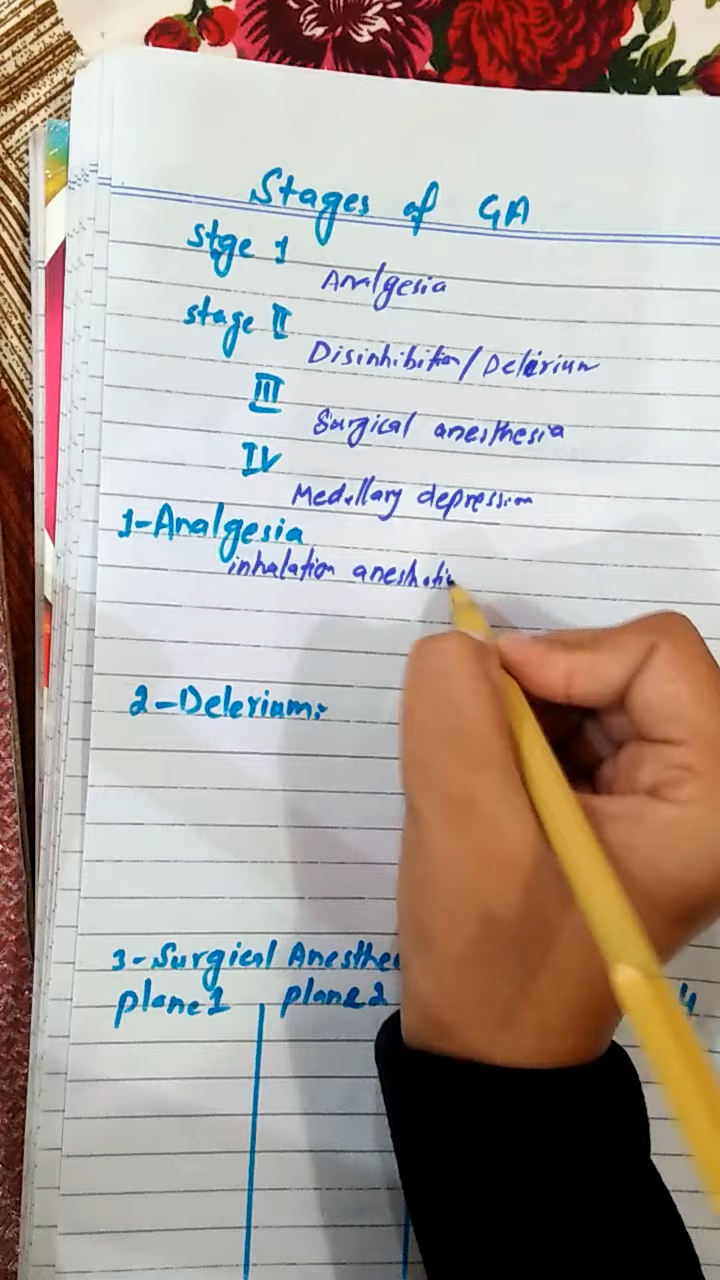 Stages of GA
stge 1
Analgesia
stage II
Disinhibition/Delerium
III
Surgical anesthesia
IV
Medullary depression
1-Analgesia
inhalation anesthetic
2-Delerium:
3-Surgical Anesthe
plane1 plane2 4